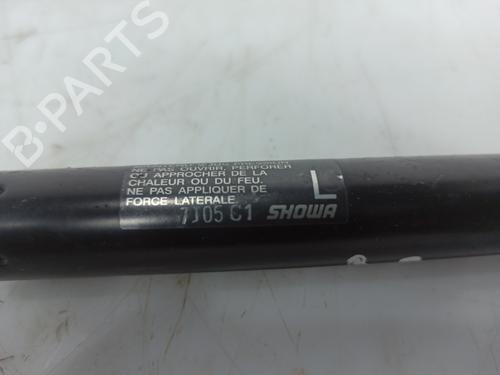 NE PAS OUVRIR, PERFORER
OU APPROCHER DE LA
CHALEUR OU DU FEU.
NE PAS APPLIQUER DE
FORCE LATERALE
L
7J05 C1 SHOWA
B-PARTS